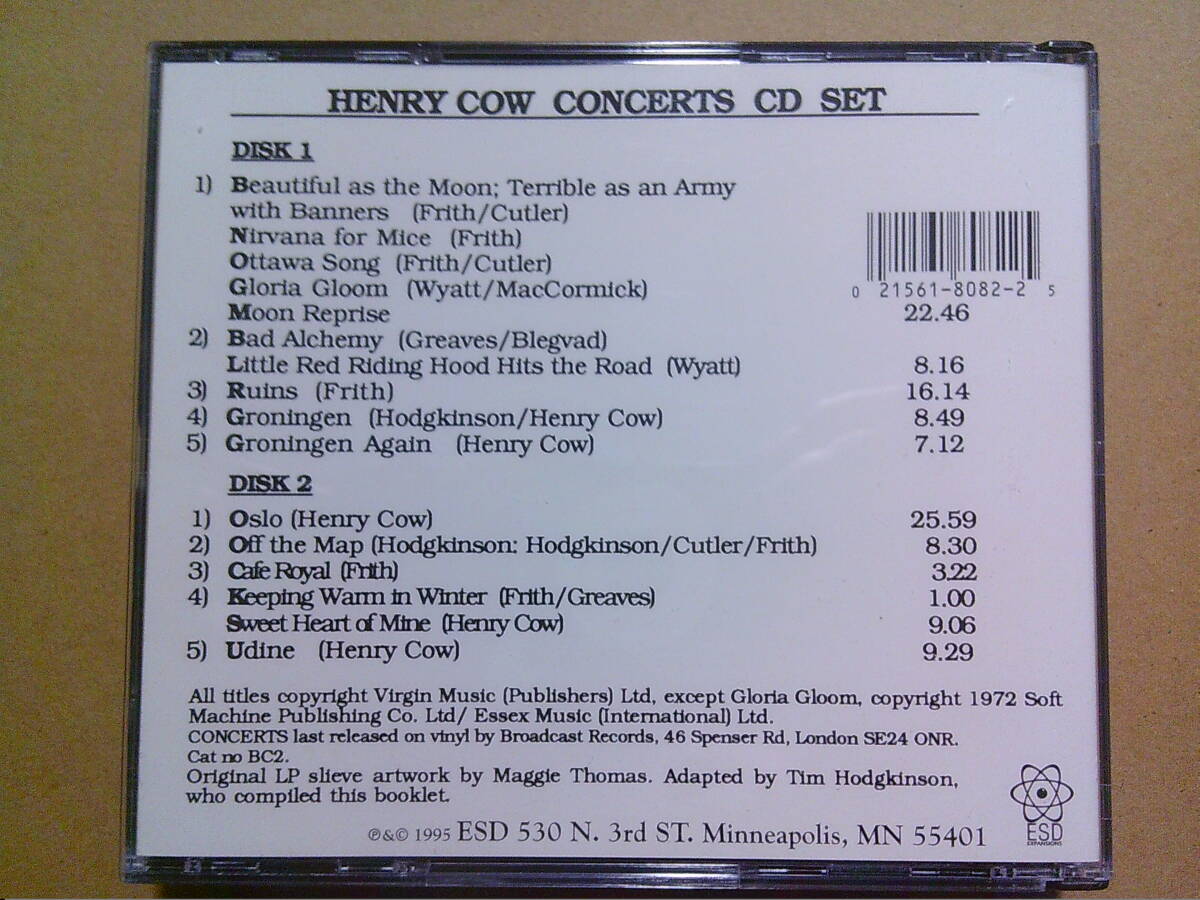 HENRY COW CONCERTS CD SET
DISK 1
1) Beautiful as the Moon; Terrible as an Army
with Banners (Frith/Cutler)
Nirvana for Mice (Frith)
Ottawa Song (Frith/Cutler)
Gloria Gloom (Wyatt/MacCormick)
0 21561-8082-2 5
Moon Reprise 22.46
2) Bad Alchemy (Greaves/Blegvad)
Little Red Riding Hood Hits the Road (Wyatt) 8.16
3) Ruins (Frith) 16.14
4) Groningen (Hodgkinson/Henry Cow) 8.49
5) Groningen Again (Henry Cow) 7.12
DISK 2
1) Oslo (Henry Cow) 25.59
2) Off the Map (Hodgkinson: Hodgkinson/Cutler/Frith) 8.30
3) Cafe Royal (Frith) 3.22
4) Keeping Warm in Winter (Frith/Greaves) 1.00
Sweet Heart of Mine (Henry Cow) 9.06
5) Udine (Henry Cow) 9.29
All titles copyright Virgin Music (Publishers) Ltd, except Gloria Gloom, copyright 1972 Soft
Machine Publishing Co. Ltd/ Essex Music (International) Ltd.
CONCERTS last released on vinyl by Broadcast Records, 46 Spenser Rd, London SE24 ONR.
Cat no BC2.
Original LP slieve artwork by Maggie Thomas. Adapted by Tim Hodgkinson,
who compiled this booklet.
℗&© 1995 ESD 530 N. 3rd ST. Minneapolis, MN 55401
ESD
EXPANSIONS